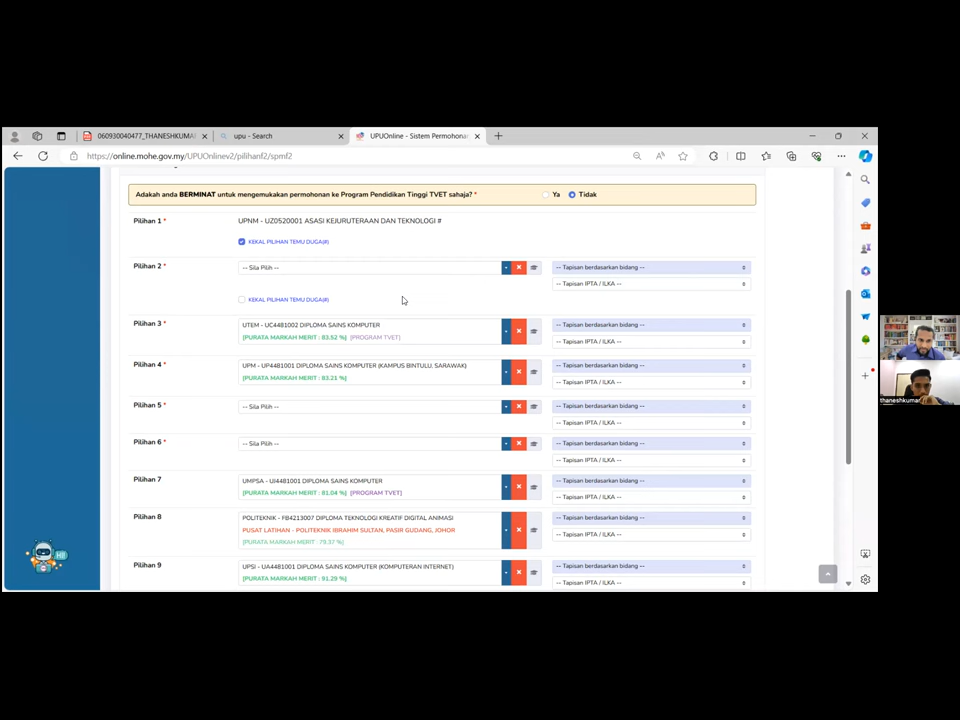 060930040477_THANESHKUMA
upu - Search
UPUOnline - Sistem Permohonan
https://online.mohe.gov.my/UPUOnlinev2/pilihanf2/spmf2
Adakah anda BERMINAT untuk mengemukakan permohonan ke Program Pendidikan Tinggi TVET sahaja? * Ya Tidak
Pilihan 1 * UPNM - UZ0520001 ASASI KEJURUTERAAN DAN TEKNOLOGI #
KEKAL PILIHAN TEMU DUGA(#)
Pilihan 2 * -- Sila Pilih -- -- Tapisan berdasarkan bidang --
-- Tapisan IPTA / ILKA --
KEKAL PILIHAN TEMU DUGA(#)
Pilihan 3 * UTEM - UC4481002 DIPLOMA SAINS KOMPUTER -- Tapisan berdasarkan bidang --
[PURATA MARKAH MERIT : 83.52 %] [PROGRAM TVET] -- Tapisan IPTA / ILKA --
Pilihan 4 * UPM - UP4481001 DIPLOMA SAINS KOMPUTER (KAMPUS BINTULU, SARAWAK) -- Tapisan berdasarkan bidang --
[PURATA MARKAH MERIT : 83.21 %] -- Tapisan IPTA / ILKA --
Pilihan 5 * -- Sila Pilih -- -- Tapisan berdasarkan bidang --
-- Tapisan IPTA / ILKA --
Pilihan 6 * -- Sila Pilih -- -- Tapisan berdasarkan bidang --
-- Tapisan IPTA / ILKA --
Pilihan 7 UMPSA - UJ4481001 DIPLOMA SAINS KOMPUTER -- Tapisan berdasarkan bidang --
[PURATA MARKAH MERIT : 81.04 %] [PROGRAM TVET] -- Tapisan IPTA / ILKA --
Pilihan 8 POLITEKNIK - FB4213007 DIPLOMA TEKNOLOGI KREATIF DIGITAL ANIMASI -- Tapisan berdasarkan bidang --
PUSAT LATIHAN - POLITEKNIK IBRAHIM SULTAN, PASIR GUDANG, JOHOR -- Tapisan IPTA / ILKA --
[PURATA MARKAH MERIT : 79.37 %]
Pilihan 9 UPSI - UA4481001 DIPLOMA SAINS KOMPUTER (KOMPUTERAN INTERNET) -- Tapisan berdasarkan bidang --
[PURATA MARKAH MERIT : 91.29 %] -- Tapisan IPTA / ILKA --
HI!
thaneshkumar